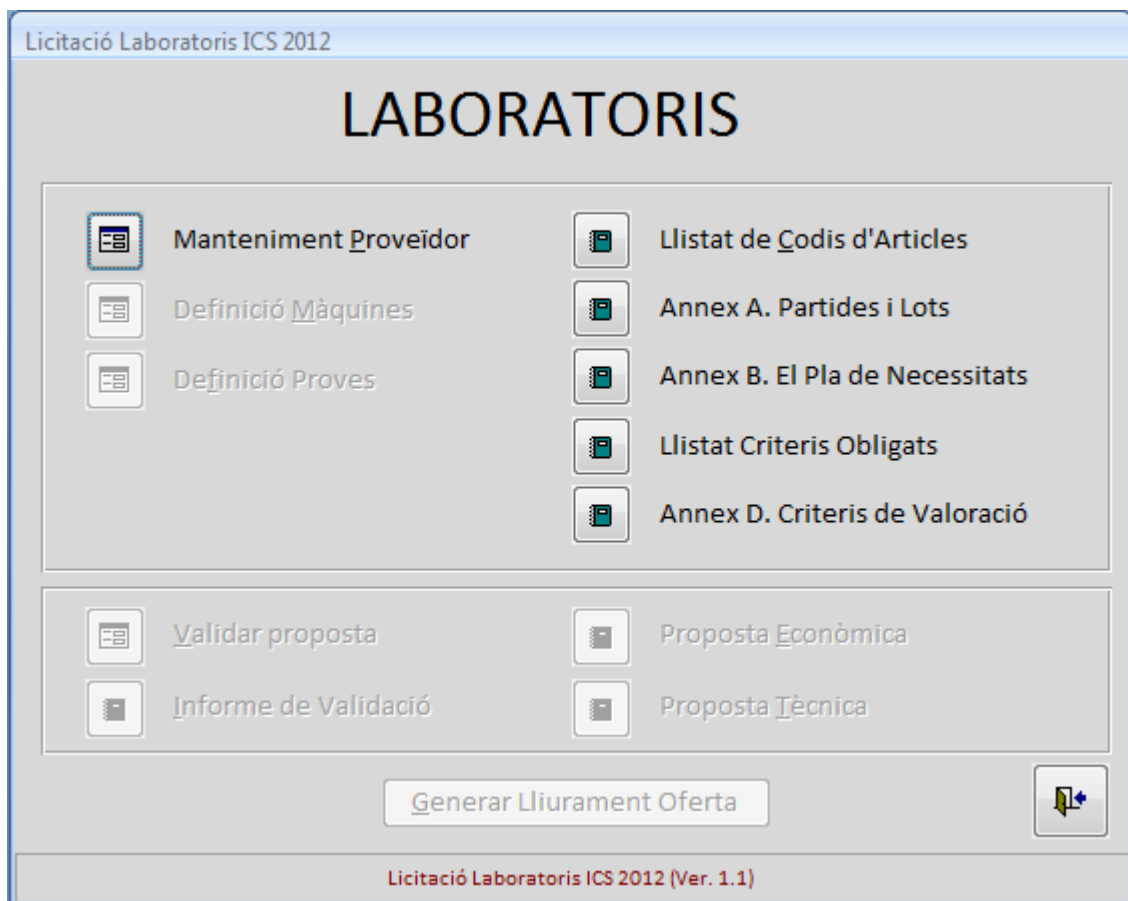 Licitació Laboratoris ICS 2012
LABORATORIS
Manteniment Proveïdor
Definició Màquines
Definició Proves
Llistat de Codis d'Articles
Annex A. Partides i Lots
Annex B. El Pla de Necessitats
Llistat Criteris Obligats
Annex D. Criteris de Valoració
Validar proposta
Informe de Validació
Proposta Econòmica
Proposta Tècnica
Generar Lliurament Oferta
Licitació Laboratoris ICS 2012 (Ver. 1.1)